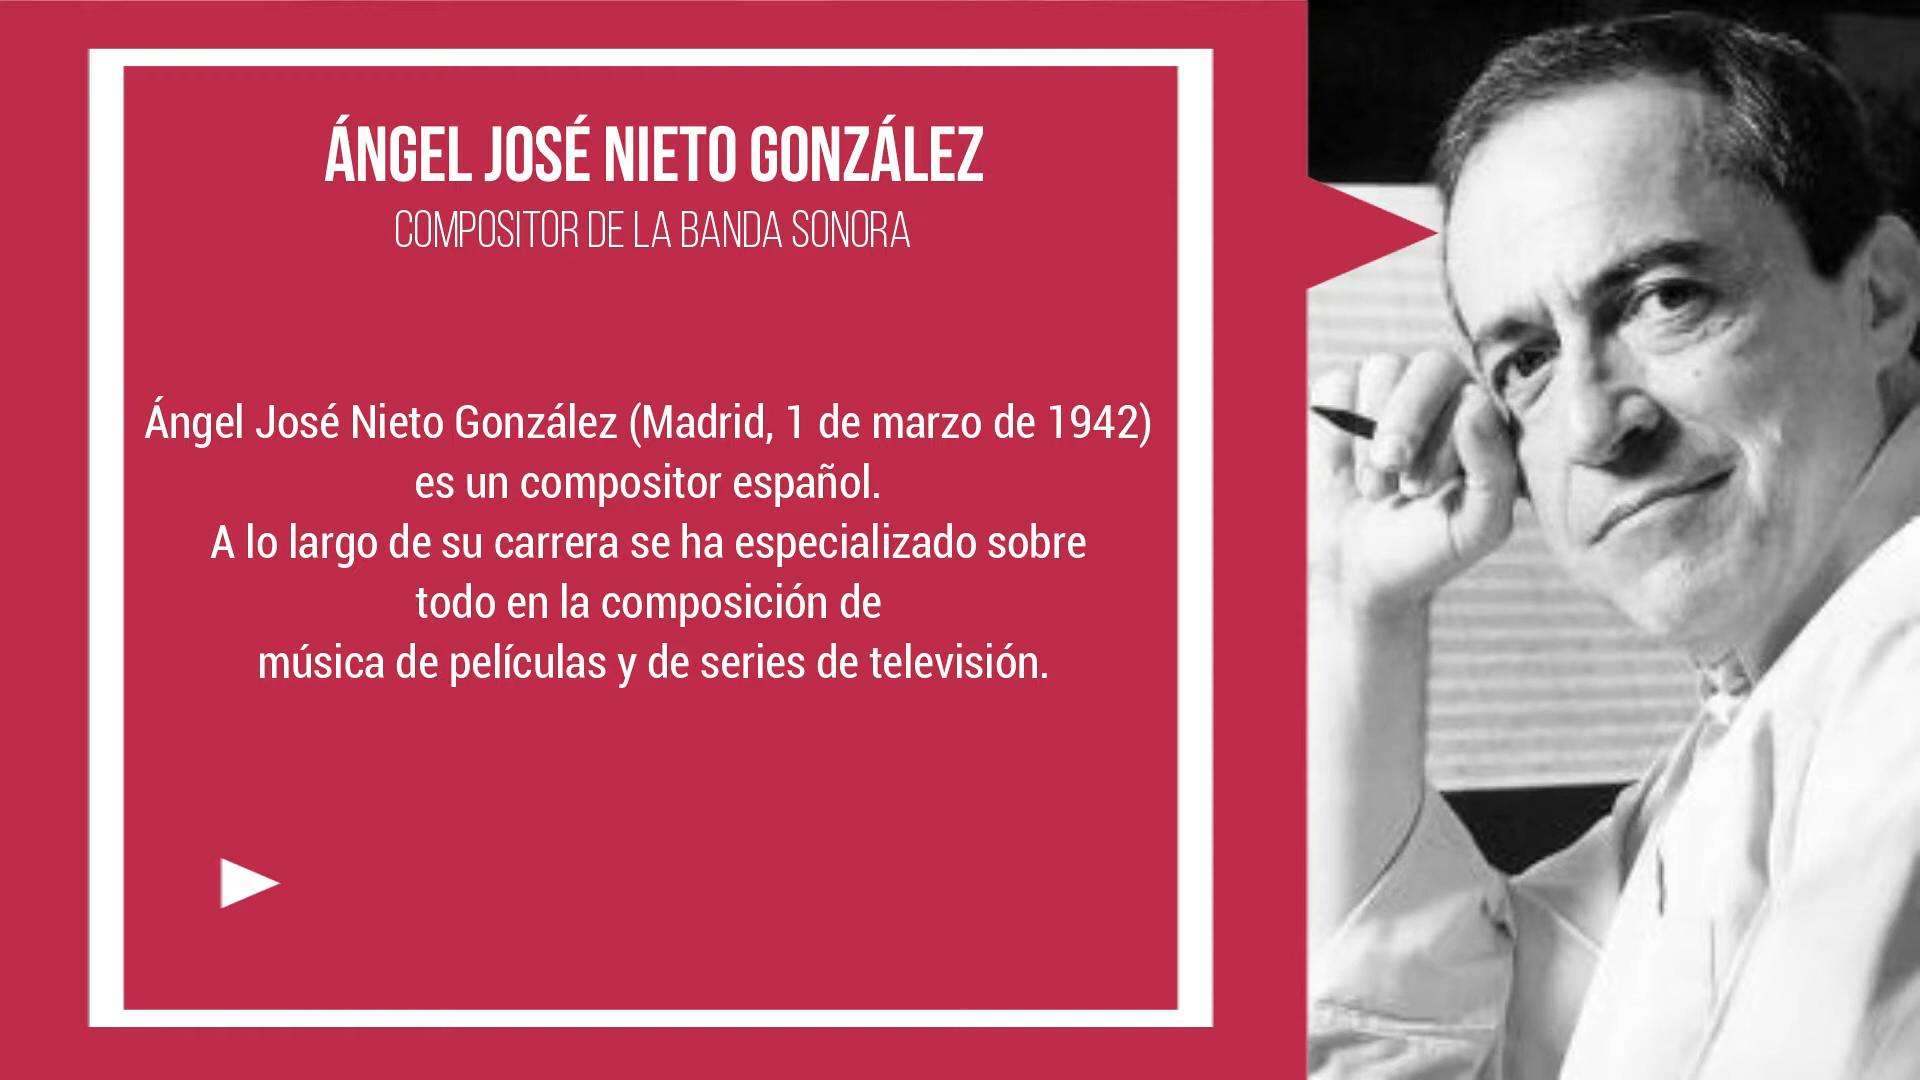 ÁNGEL JOSÉ NIETO GONZÁLEZ
COMPOSITOR DE LA BANDA SONORA
Ángel José Nieto González (Madrid, 1 de marzo de 1942)
es un compositor español.
A lo largo de su carrera se ha especializado sobre
todo en la composición de
música de películas y de series de televisión.